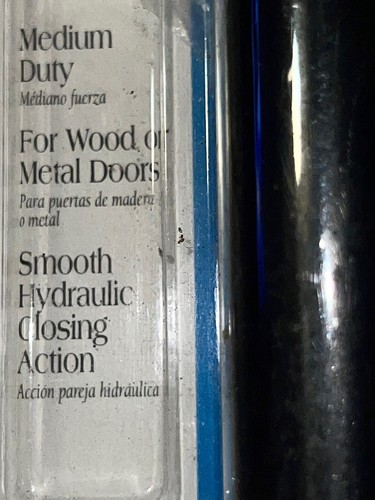 Medium
Duty
Médiano fuerza
For Wood or
Metal Doors
Para puertas de madera
o metal
Smooth
Hydraulic
Closing
Action
Acción pareja hidráulica